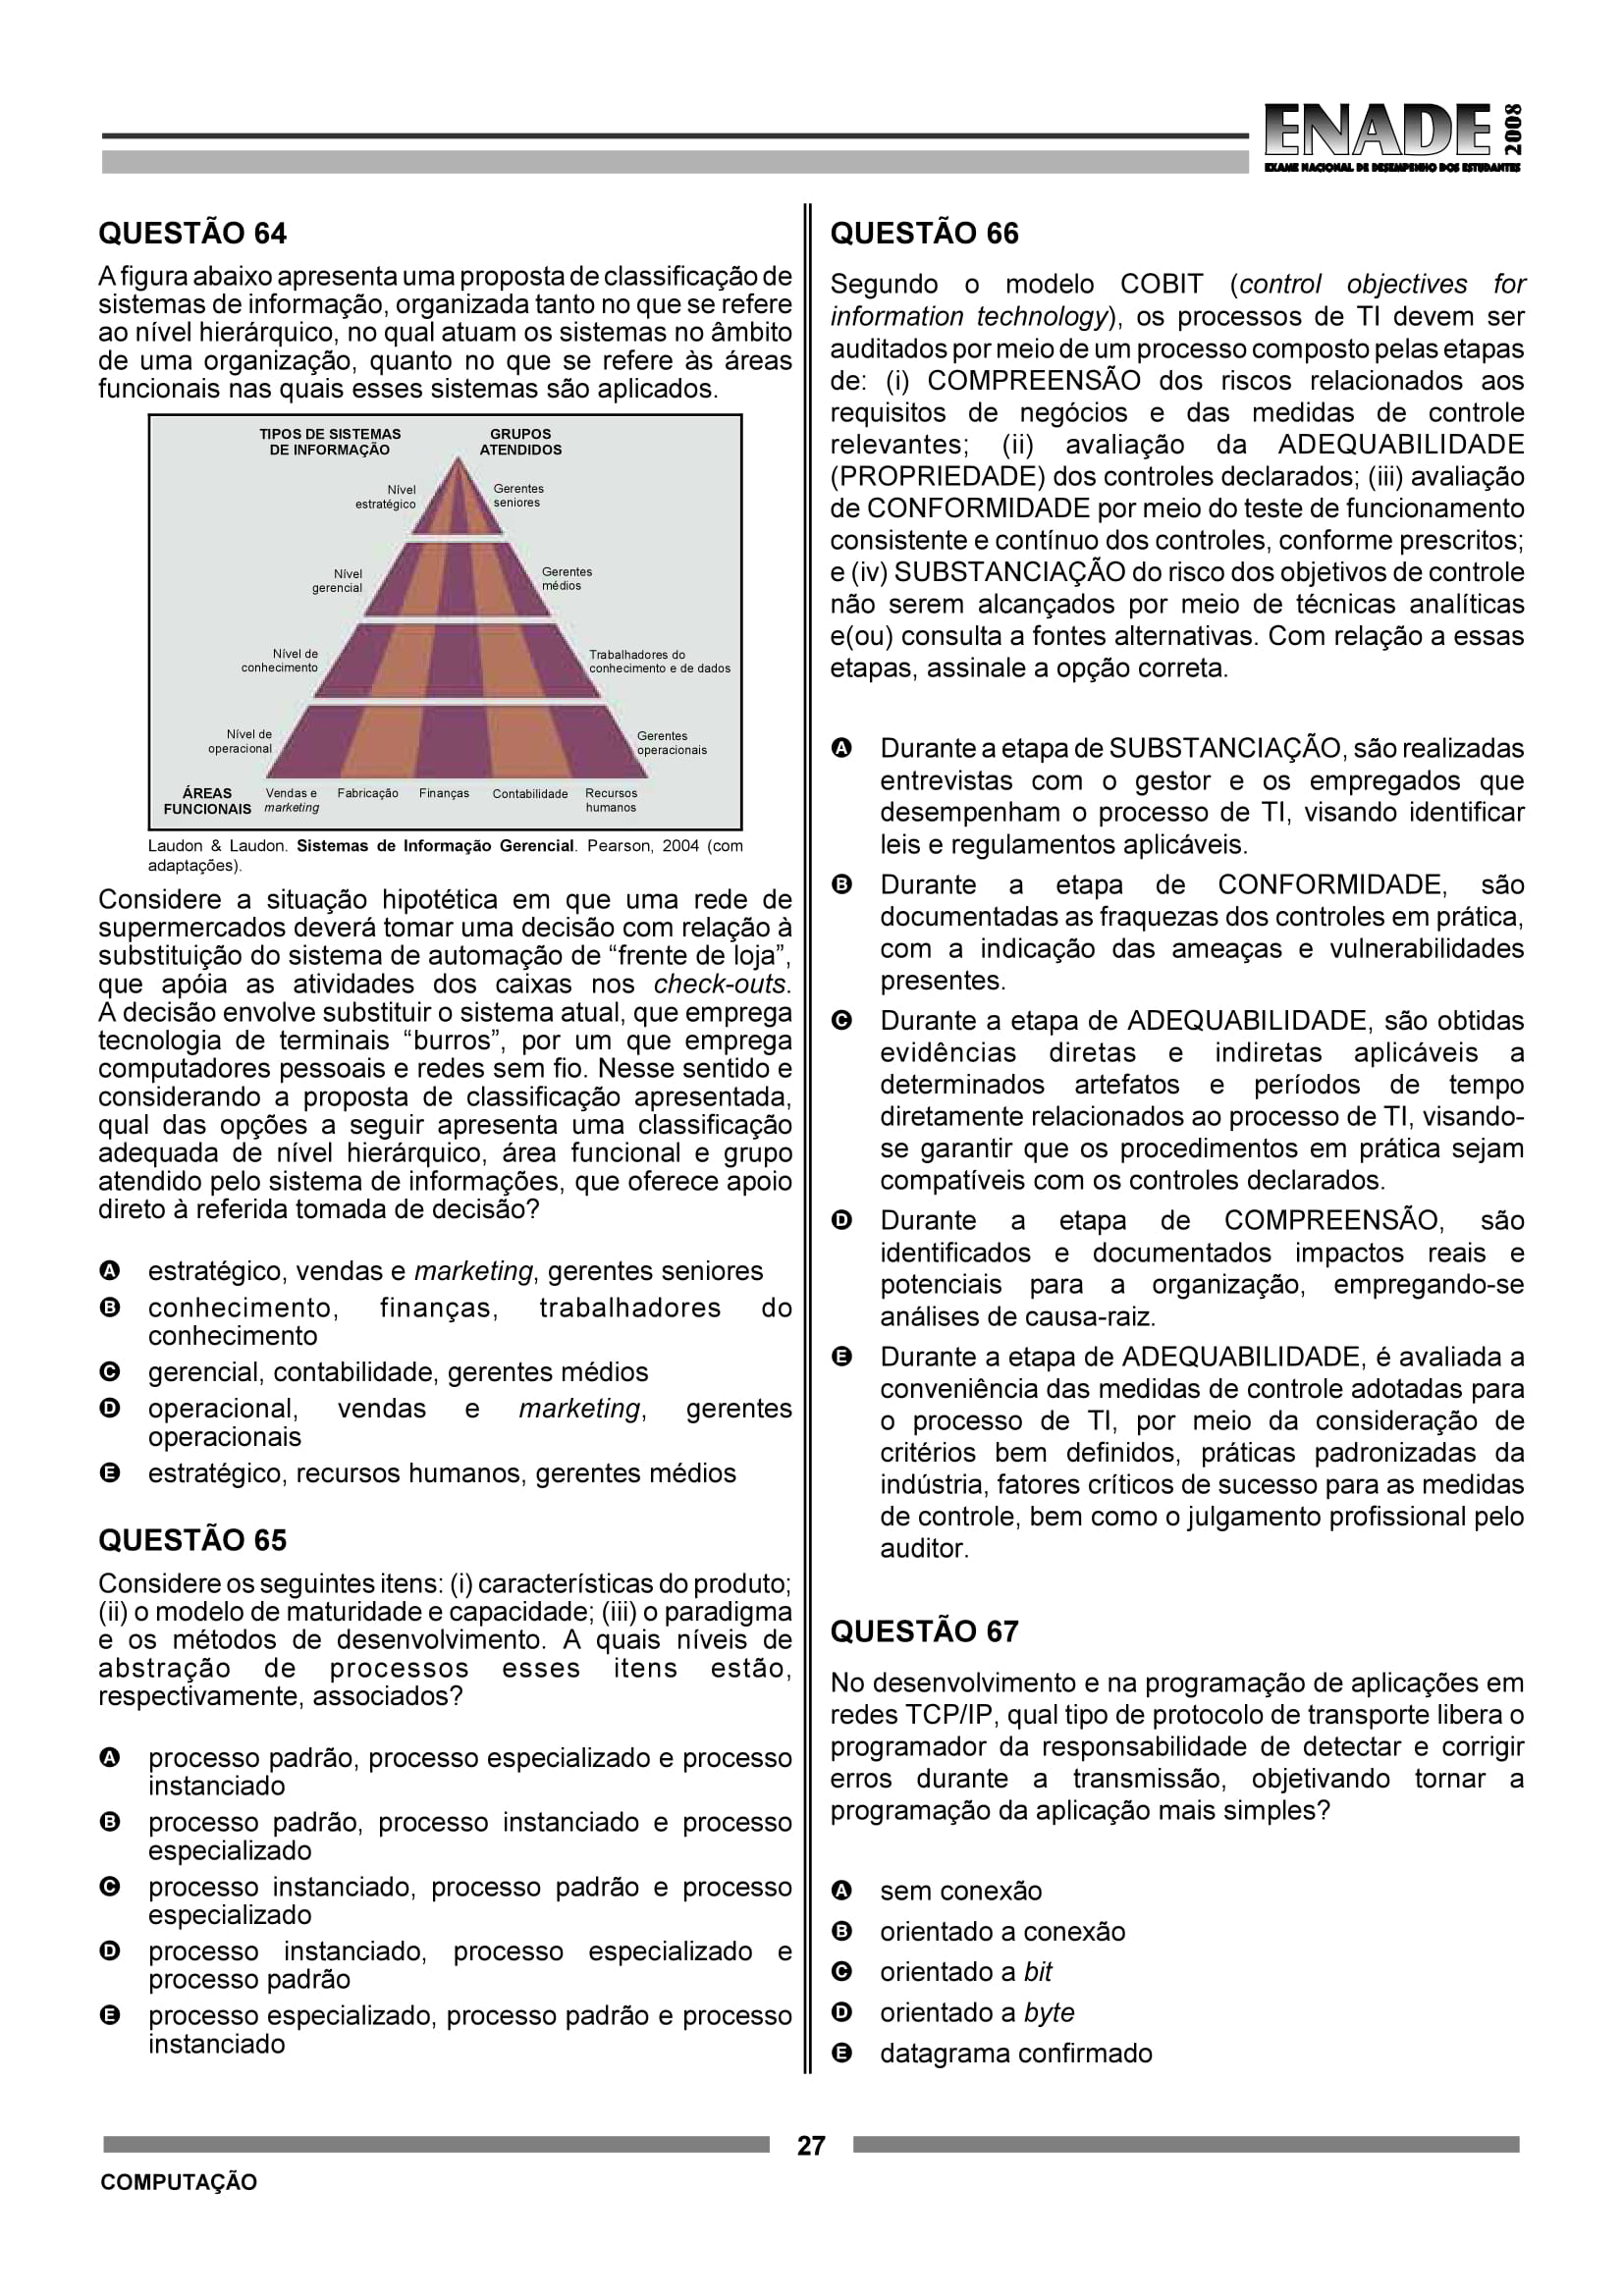 ENADE 2008
EXAME NACIONAL DE DESEMPENHO DOS ESTUDANTES
QUESTÃO 64
A figura abaixo apresenta uma proposta de classificação de
sistemas de informação, organizada tanto no que se refere
ao nível hierárquico, no qual atuam os sistemas no âmbito
de uma organização, quanto no que se refere às áreas
funcionais nas quais esses sistemas são aplicados.
TIPOS DE SISTEMAS
DE INFORMAÇÃO
GRUPOS
ATENDIDOS
Nível
estratégico
Gerentes
seniores
Nível
gerencial
Gerentes
médios
Nível de
conhecimento
Trabalhadores do
conhecimento e de dados
Nível de
operacional
Gerentes
operacionais
ÁREAS
FUNCIONAIS
Vendas e
marketing
Fabricação
Finanças
Contabilidade
Recursos
humanos
Laudon & Laudon. Sistemas de Informação Gerencial. Pearson, 2004 (com
adaptações).
Considere a situação hipotética em que uma rede de
supermercados deverá tomar uma decisão com relação à
substituição do sistema de automação de “frente de loja”,
que apóia as atividades dos caixas nos check-outs.
A decisão envolve substituir o sistema atual, que emprega
tecnologia de terminais “burros”, por um que emprega
computadores pessoais e redes sem fio. Nesse sentido e
considerando a proposta de classificação apresentada,
qual das opções a seguir apresenta uma classificação
adequada de nível hierárquico, área funcional e grupo
atendido pelo sistema de informações, que oferece apoio
direto à referida tomada de decisão?
A estratégico, vendas e marketing, gerentes seniores
B conhecimento, finanças, trabalhadores do
conhecimento
C gerencial, contabilidade, gerentes médios
D operacional, vendas e marketing, gerentes
operacionais
E estratégico, recursos humanos, gerentes médios
QUESTÃO 65
Considere os seguintes itens: (i) características do produto;
(ii) o modelo de maturidade e capacidade; (iii) o paradigma
e os métodos de desenvolvimento. A quais níveis de
abstração de processos esses itens estão,
respectivamente, associados?
A processo padrão, processo especializado e processo
instanciado
B processo padrão, processo instanciado e processo
especializado
C processo instanciado, processo padrão e processo
especializado
D processo instanciado, processo especializado e
processo padrão
E processo especializado, processo padrão e processo
instanciado
QUESTÃO 66
Segundo o modelo COBIT (control objectives for
information technology), os processos de TI devem ser
auditados por meio de um processo composto pelas etapas
de: (i) COMPREENSÃO dos riscos relacionados aos
requisitos de negócios e das medidas de controle
relevantes; (ii) avaliação da ADEQUABILIDADE
(PROPRIEDADE) dos controles declarados; (iii) avaliação
de CONFORMIDADE por meio do teste de funcionamento
consistente e contínuo dos controles, conforme prescritos;
e (iv) SUBSTANCIAÇÃO do risco dos objetivos de controle
não serem alcançados por meio de técnicas analíticas
e(ou) consulta a fontes alternativas. Com relação a essas
etapas, assinale a opção correta.
A Durante a etapa de SUBSTANCIAÇÃO, são realizadas
entrevistas com o gestor e os empregados que
desempenham o processo de TI, visando identificar
leis e regulamentos aplicáveis.
B Durante a etapa de CONFORMIDADE, são
documentadas as fraquezas dos controles em prática,
com a indicação das ameaças e vulnerabilidades
presentes.
C Durante a etapa de ADEQUABILIDADE, são obtidas
evidências diretas e indiretas aplicáveis a
determinados artefatos e períodos de tempo
diretamente relacionados ao processo de TI, visando-
se garantir que os procedimentos em prática sejam
compatíveis com os controles declarados.
D Durante a etapa de COMPREENSÃO, são
identificados e documentados impactos reais e
potenciais para a organização, empregando-se
análises de causa-raiz.
E Durante a etapa de ADEQUABILIDADE, é avaliada a
conveniência das medidas de controle adotadas para
o processo de TI, por meio da consideração de
critérios bem definidos, práticas padronizadas da
indústria, fatores críticos de sucesso para as medidas
de controle, bem como o julgamento profissional pelo
auditor.
QUESTÃO 67
No desenvolvimento e na programação de aplicações em
redes TCP/IP, qual tipo de protocolo de transporte libera o
programador da responsabilidade de detectar e corrigir
erros durante a transmissão, objetivando tornar a
programação da aplicação mais simples?
A sem conexão
B orientado a conexão
C orientado a bit
D orientado a byte
E datagrama confirmado
27
COMPUTAÇÃO